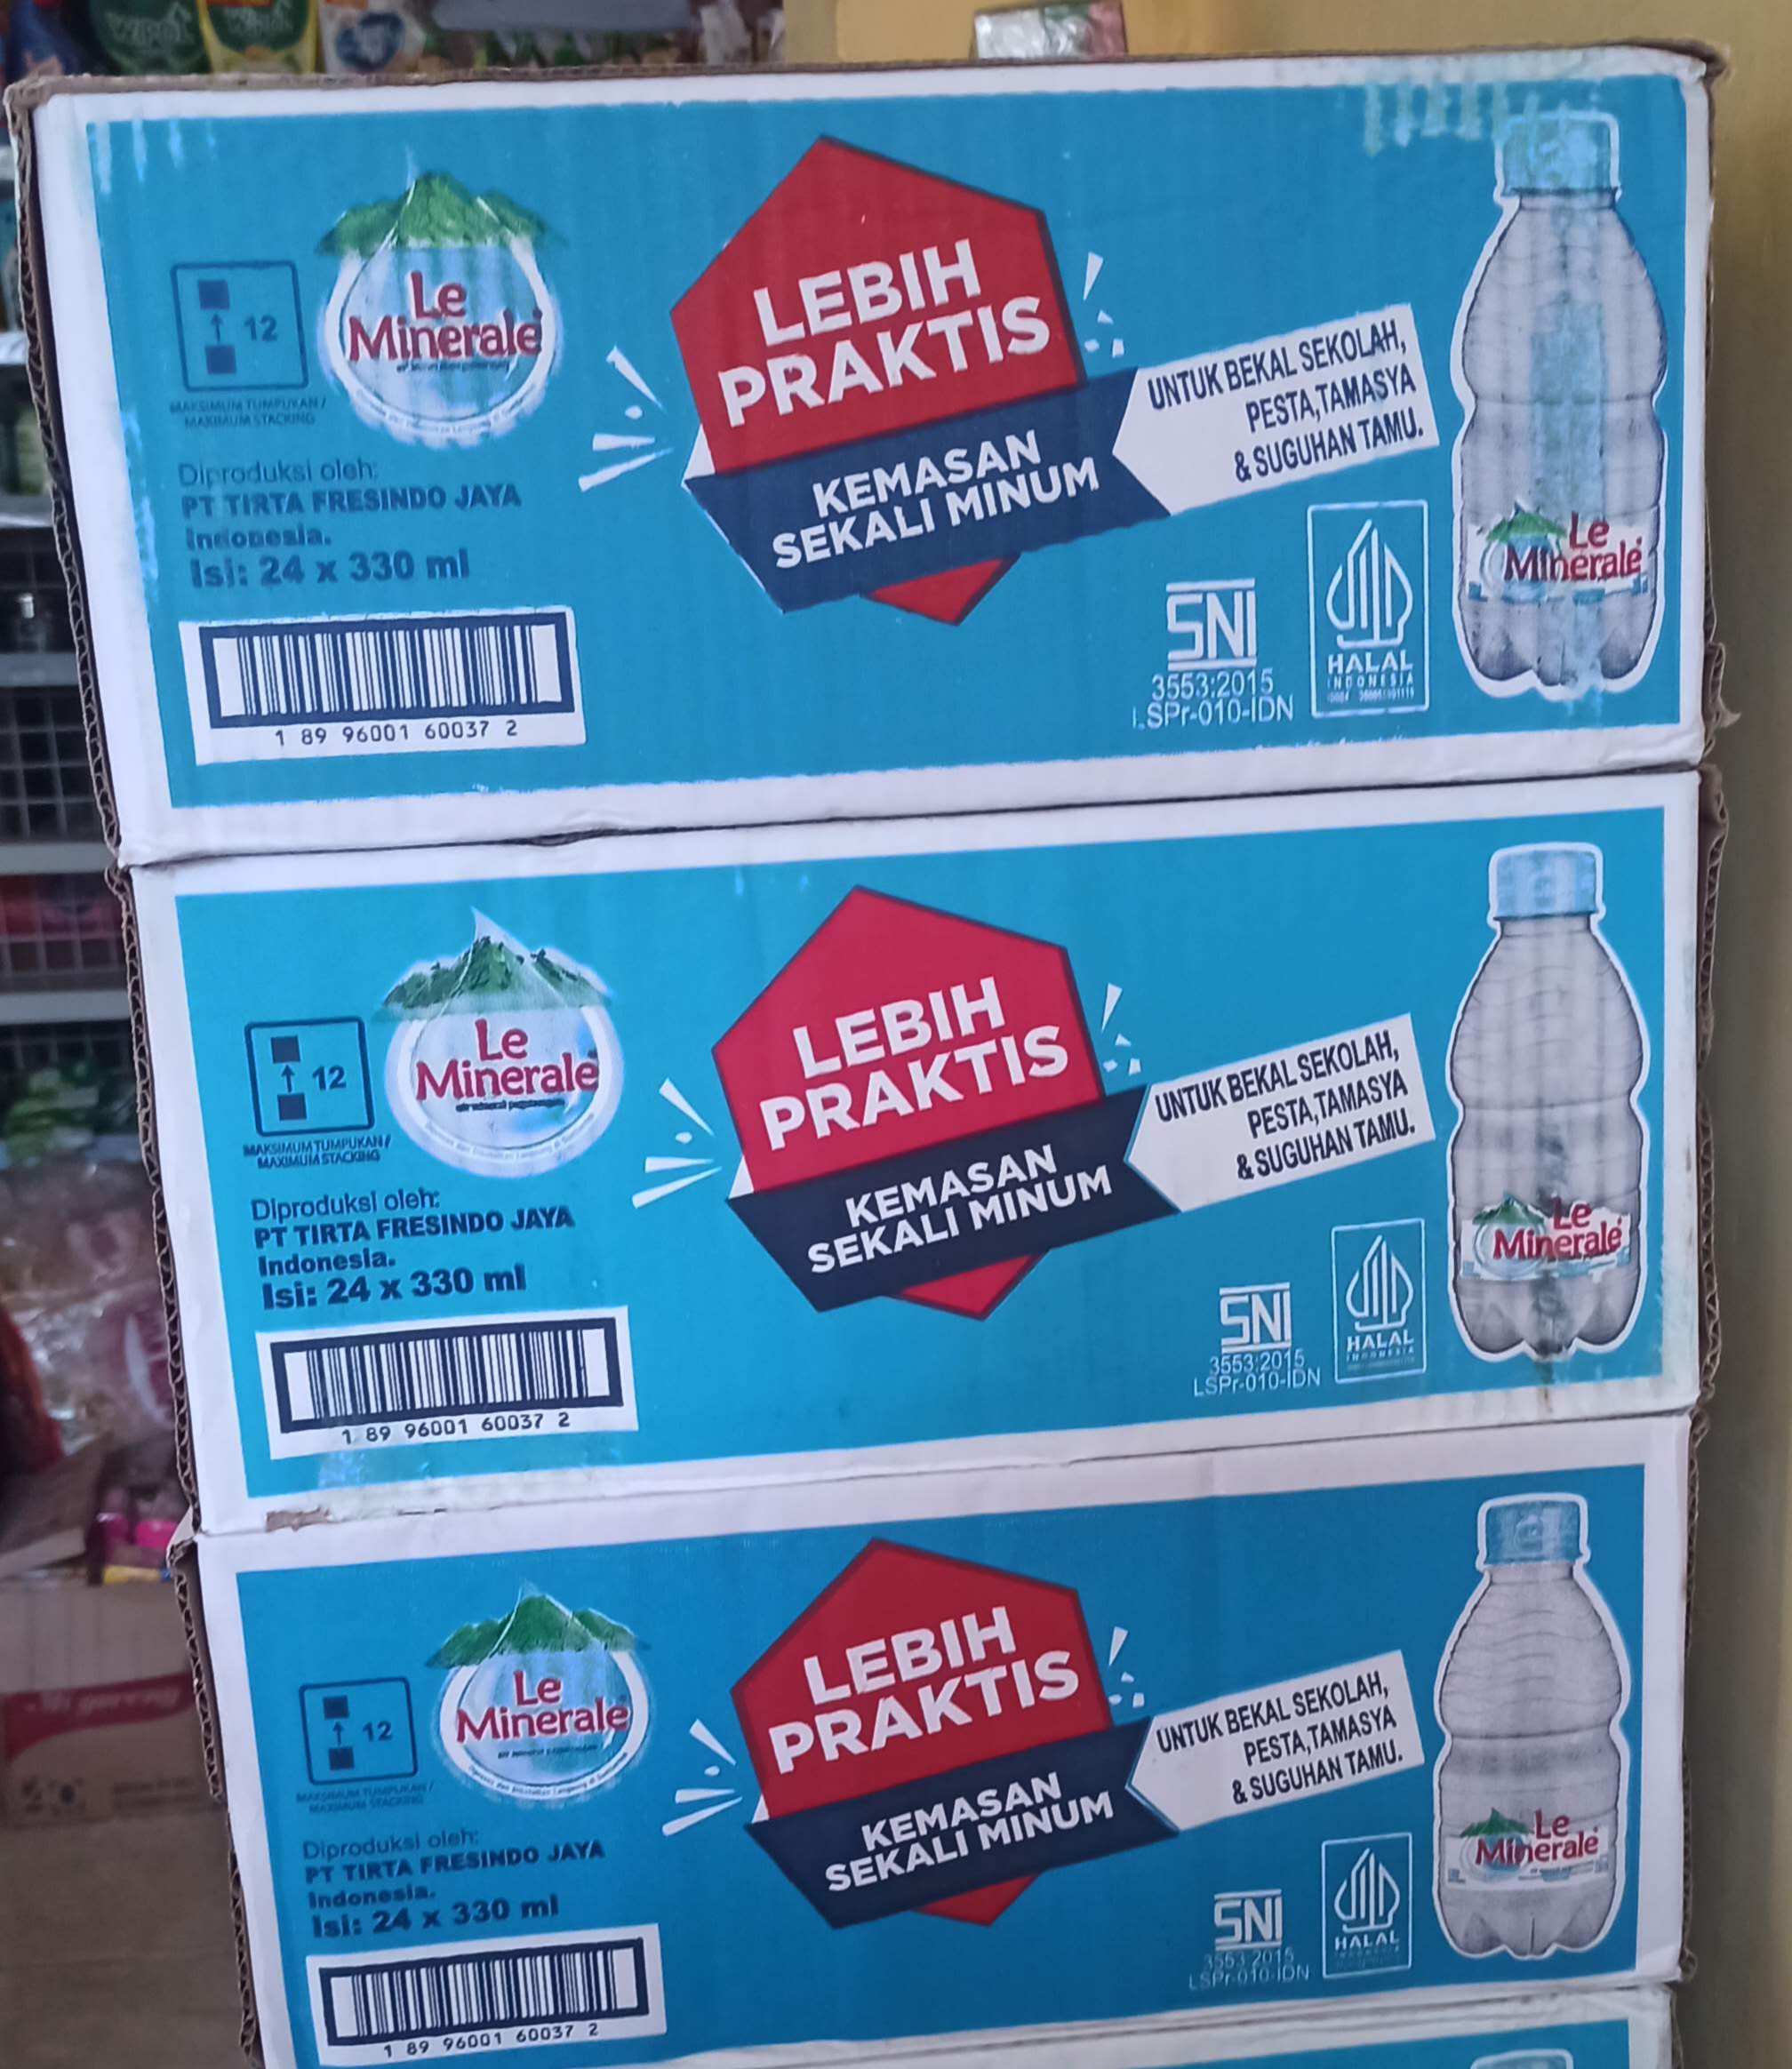 WIPOL
WIPOL
12
MAKSIMUM TUMPUKAN /
MAXIMUM STACKING
Le
Minerale
Diproduksi oleh:
PT TIRTA FRESINDO JAYA
Indonesia.
Isi: 24 x 330 ml
1 89 96001 60037 2
LEBIH
PRAKTIS
KEMASAN
SEKALI MINUM
UNTUK BEKAL SEKOLAH,
PESTA,TAMASYA
& SUGUHAN TAMU.
SNI
3553:2015
LSPr-010-IDN
HALAL
INDONESIA
Le
Minerale
12
MAKSIMUM TUMPUKAN /
MAXIMUM STACKING
Le
Minerale
Diproduksi oleh:
PT TIRTA FRESINDO JAYA
Indonesia.
Isi: 24 x 330 ml
1 89 96001 60037 2
LEBIH
PRAKTIS
KEMASAN
SEKALI MINUM
UNTUK BEKAL SEKOLAH,
PESTA,TAMASYA
& SUGUHAN TAMU.
SNI
3553:2015
LSPr-010-IDN
HALAL
INDONESIA
Le
Minerale
12
MAKSIMUM TUMPUKAN /
MAXIMUM STACKING
Le
Minerale
Diproduksi oleh:
PT TIRTA FRESINDO JAYA
Indonesia.
Isi: 24 x 330 ml
1 89 96001 60037 2
LEBIH
PRAKTIS
KEMASAN
SEKALI MINUM
UNTUK BEKAL SEKOLAH,
PESTA,TAMASYA
& SUGUHAN TAMU.
SNI
3553:2015
LSPr-010-IDN
HALAL
Le
Minerale